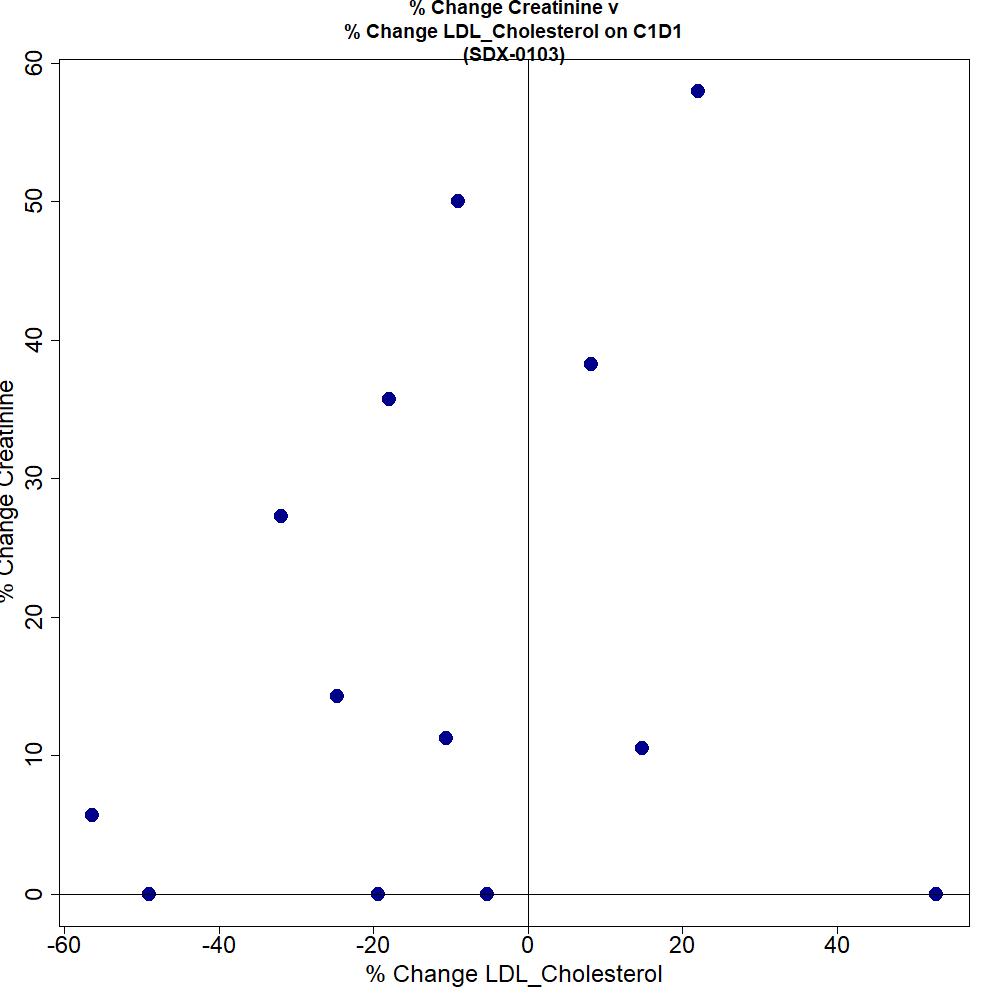 % Change Creatinine v
% Change LDL_Cholesterol on C1D1
(SDX-0103)
60
50
40
30
20
10
0
% Change Creatinine
-60
-40
-20
0
20
40
% Change LDL_Cholesterol